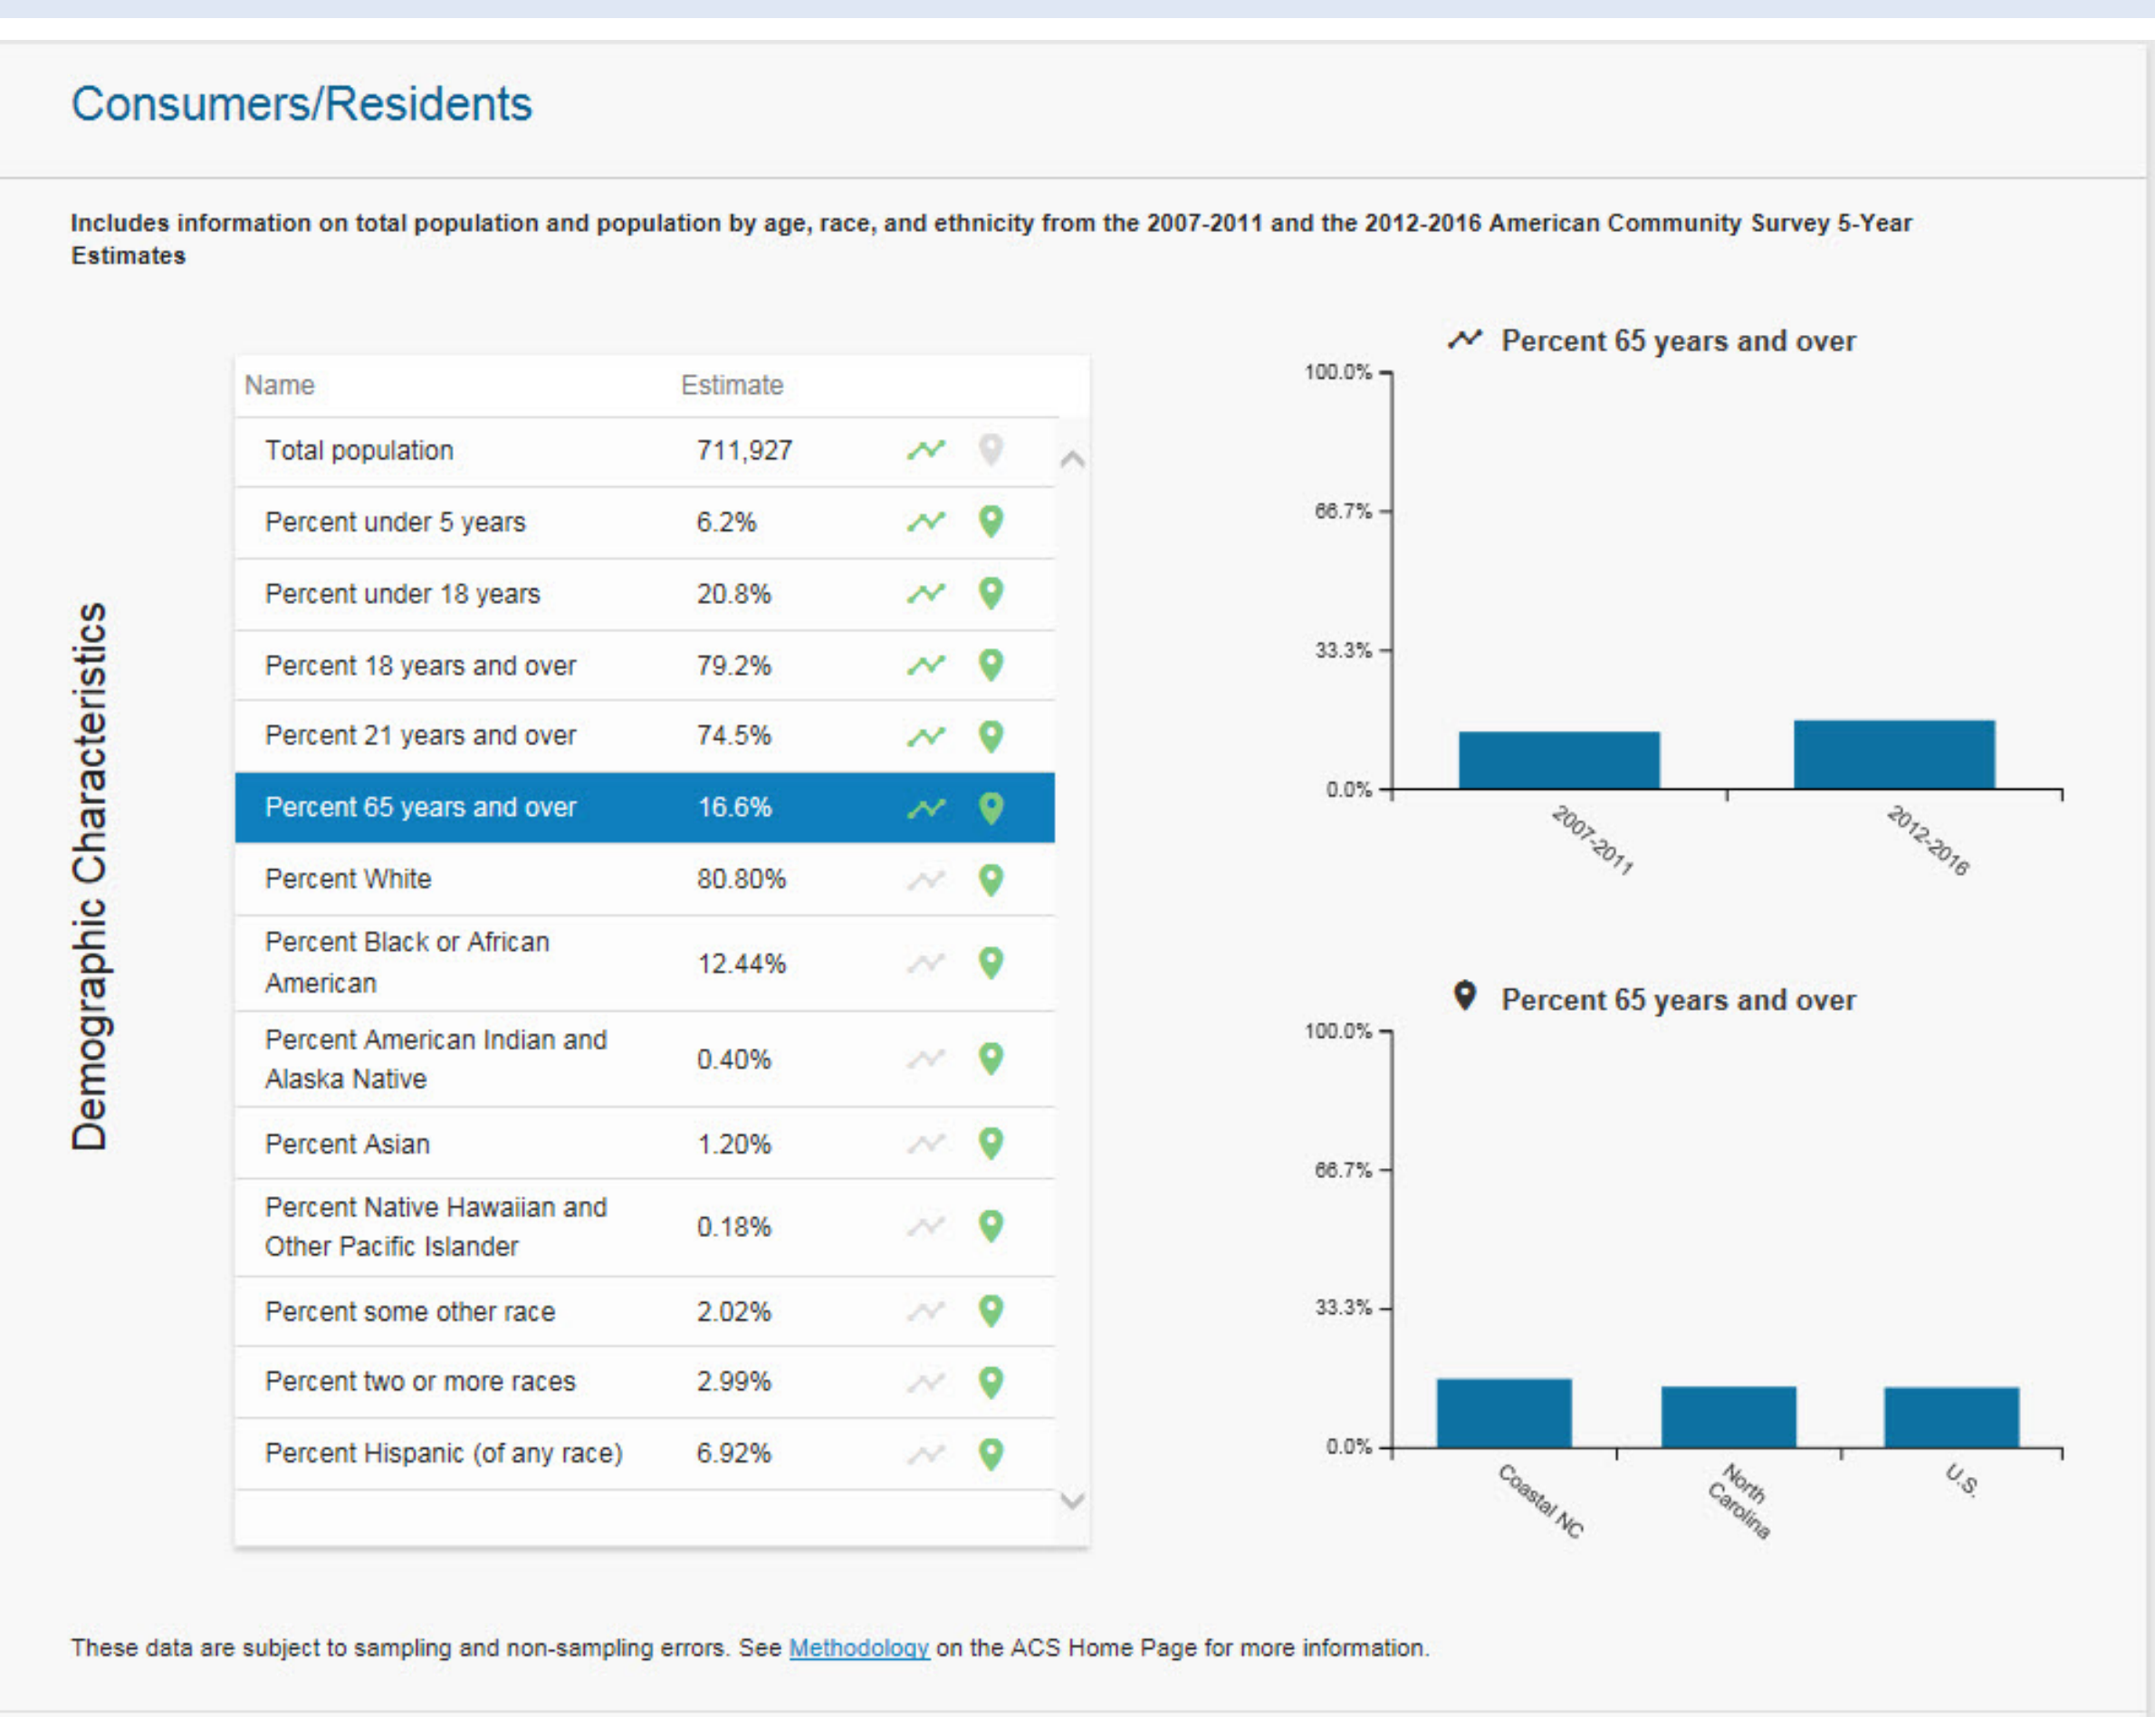 Consumers/Residents
Includes information on total population and population by age, race, and ethnicity from the 2007-2011 and the 2012-2016 American Community Survey 5-Year
Estimates
Demographic Characteristics
Name Estimate
Total population 711,927
Percent under 5 years 6.2%
Percent under 18 years 20.8%
Percent 18 years and over 79.2%
Percent 21 years and over 74.5%
Percent 65 years and over 16.6%
Percent White 80.80%
Percent Black or African
American 12.44%
Percent American Indian and
Alaska Native 0.40%
Percent Asian 1.20%
Percent Native Hawaiian and
Other Pacific Islander 0.18%
Percent some other race 2.02%
Percent two or more races 2.99%
Percent Hispanic (of any race) 6.92%
Percent 65 years and over
100.0%
66.7%
33.3%
0.0%
2007-2011
2012-2016
Percent 65 years and over
100.0%
66.7%
33.3%
0.0%
Coastal NC
North
Carolina
U.S.
These data are subject to sampling and non-sampling errors. See Methodology on the ACS Home Page for more information.